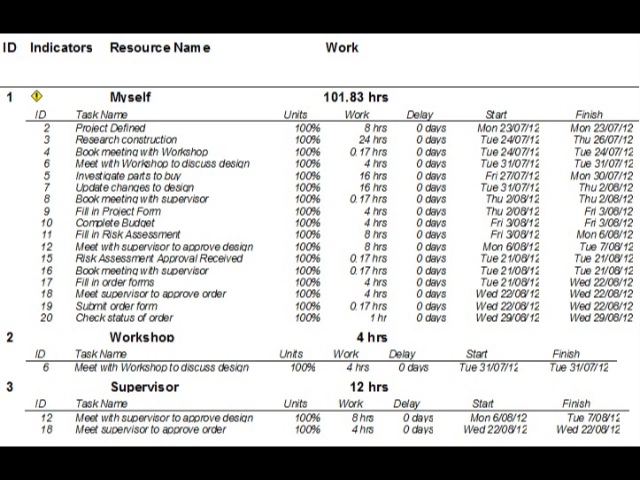 ID Indicators Resource Name Work
1 Myself 101.83 hrs
ID Task Name Units Work Delay Start Finish
2 Project Defined 100% 8 hrs 0 days Mon 23/07/12 Mon 23/07/12
3 Research construction 100% 24 hrs 0 days Tue 24/07/12 Thu 26/07/12
4 Book meeting with Workshop 100% 0.17 hrs 0 days Tue 24/07/12 Tue 24/07/12
6 Meet with Workshop to discuss design 100% 4 hrs 0 days Tue 31/07/12 Tue 31/07/12
5 Investigate parts to buy 100% 16 hrs 0 days Fri 27/07/12 Mon 30/07/12
7 Update changes to design 100% 16 hrs 0 days Tue 31/07/12 Thu 2/08/12
8 Book meeting with supervisor 100% 0.17 hrs 0 days Thu 2/08/12 Thu 2/08/12
9 Fill in Project Form 100% 4 hrs 0 days Thu 2/08/12 Fri 3/08/12
10 Complete Budget 100% 4 hrs 0 days Fri 3/08/12 Fri 3/08/12
11 Fill in Risk Assessment 100% 8 hrs 0 days Fri 3/08/12 Mon 6/08/12
12 Meet with supervisor to approve design 100% 8 hrs 0 days Mon 6/08/12 Tue 7/08/12
15 Risk Assessment Approval Received 100% 0.17 hrs 0 days Tue 21/08/12 Tue 21/08/12
16 Book meeting with supervisor 100% 0.17 hrs 0 days Tue 21/08/12 Tue 21/08/12
17 Fill in order forms 100% 4 hrs 0 days Tue 21/08/12 Wed 22/08/12
18 Meet supervisor to approve order 100% 4 hrs 0 days Wed 22/08/12 Wed 22/08/12
19 Submit order form 100% 0.17 hrs 0 days Wed 22/08/12 Wed 22/08/12
20 Check status of order 100% 1 hr 0 days Wed 29/08/12 Wed 29/08/12
2 Workshop 4 hrs
ID Task Name Units Work Delay Start Finish
6 Meet with Workshop to discuss design 100% 4 hrs 0 days Tue 31/07/12 Tue 31/07/12
3 Supervisor 12 hrs
ID Task Name Units Work Delay Start Finish
12 Meet with supervisor to approve design 100% 8 hrs 0 days Mon 6/08/12 Tue 7/08/12
18 Meet supervisor to approve order 100% 4 hrs 0 days Wed 22/08/12 Wed 22/08/12